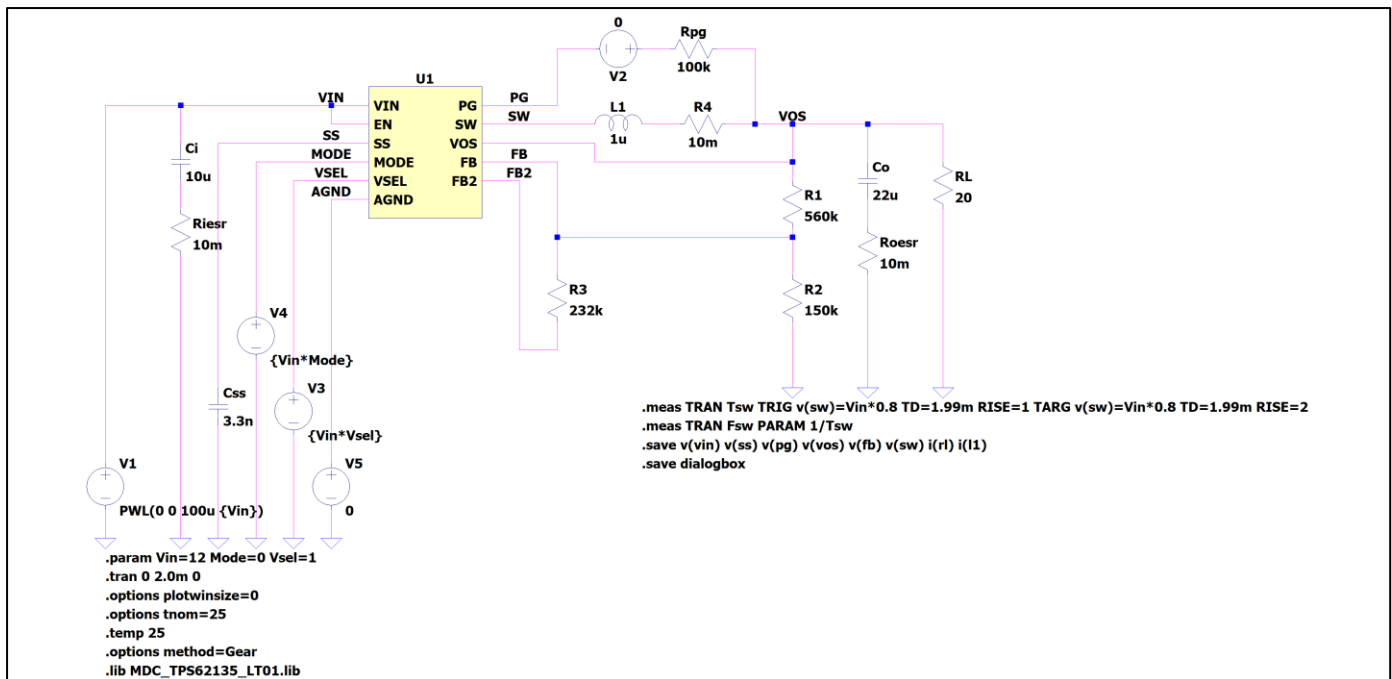 0
Rpg
100k
V2
U1
VIN
VIN
PG
PG
EN
SW
SW
L1
1u
R4
10m
VOS
SS
SS
VOS
MODE
MODE
FB
FB
VSEL
VSEL
FB2
FB2
AGND
AGND
Ci
10u
Riesr
10m
R1
560k
Co
22u
RL
20
Roesr
10m
R3
232k
R2
150k
V4
{Vin*Mode}
Css
3.3n
V3
{Vin*Vsel}
V1
PWL(0 0 100u {Vin})
V5
0
.meas TRAN Tsw TRIG v(sw)=Vin*0.8 TD=1.99m RISE=1 TARG v(sw)=Vin*0.8 TD=1.99m RISE=2
.meas TRAN Fsw PARAM 1/Tsw
.save v(vin) v(ss) v(pg) v(vos) v(fb) v(sw) i(rl) i(l1)
.save dialogbox
.param Vin=12 Mode=0 Vsel=1
.tran 0 2.0m 0
.options plotwinsize=0
.options tnom=25
.temp 25
.options method=Gear
.lib MDC_TPS62135_LT01.lib